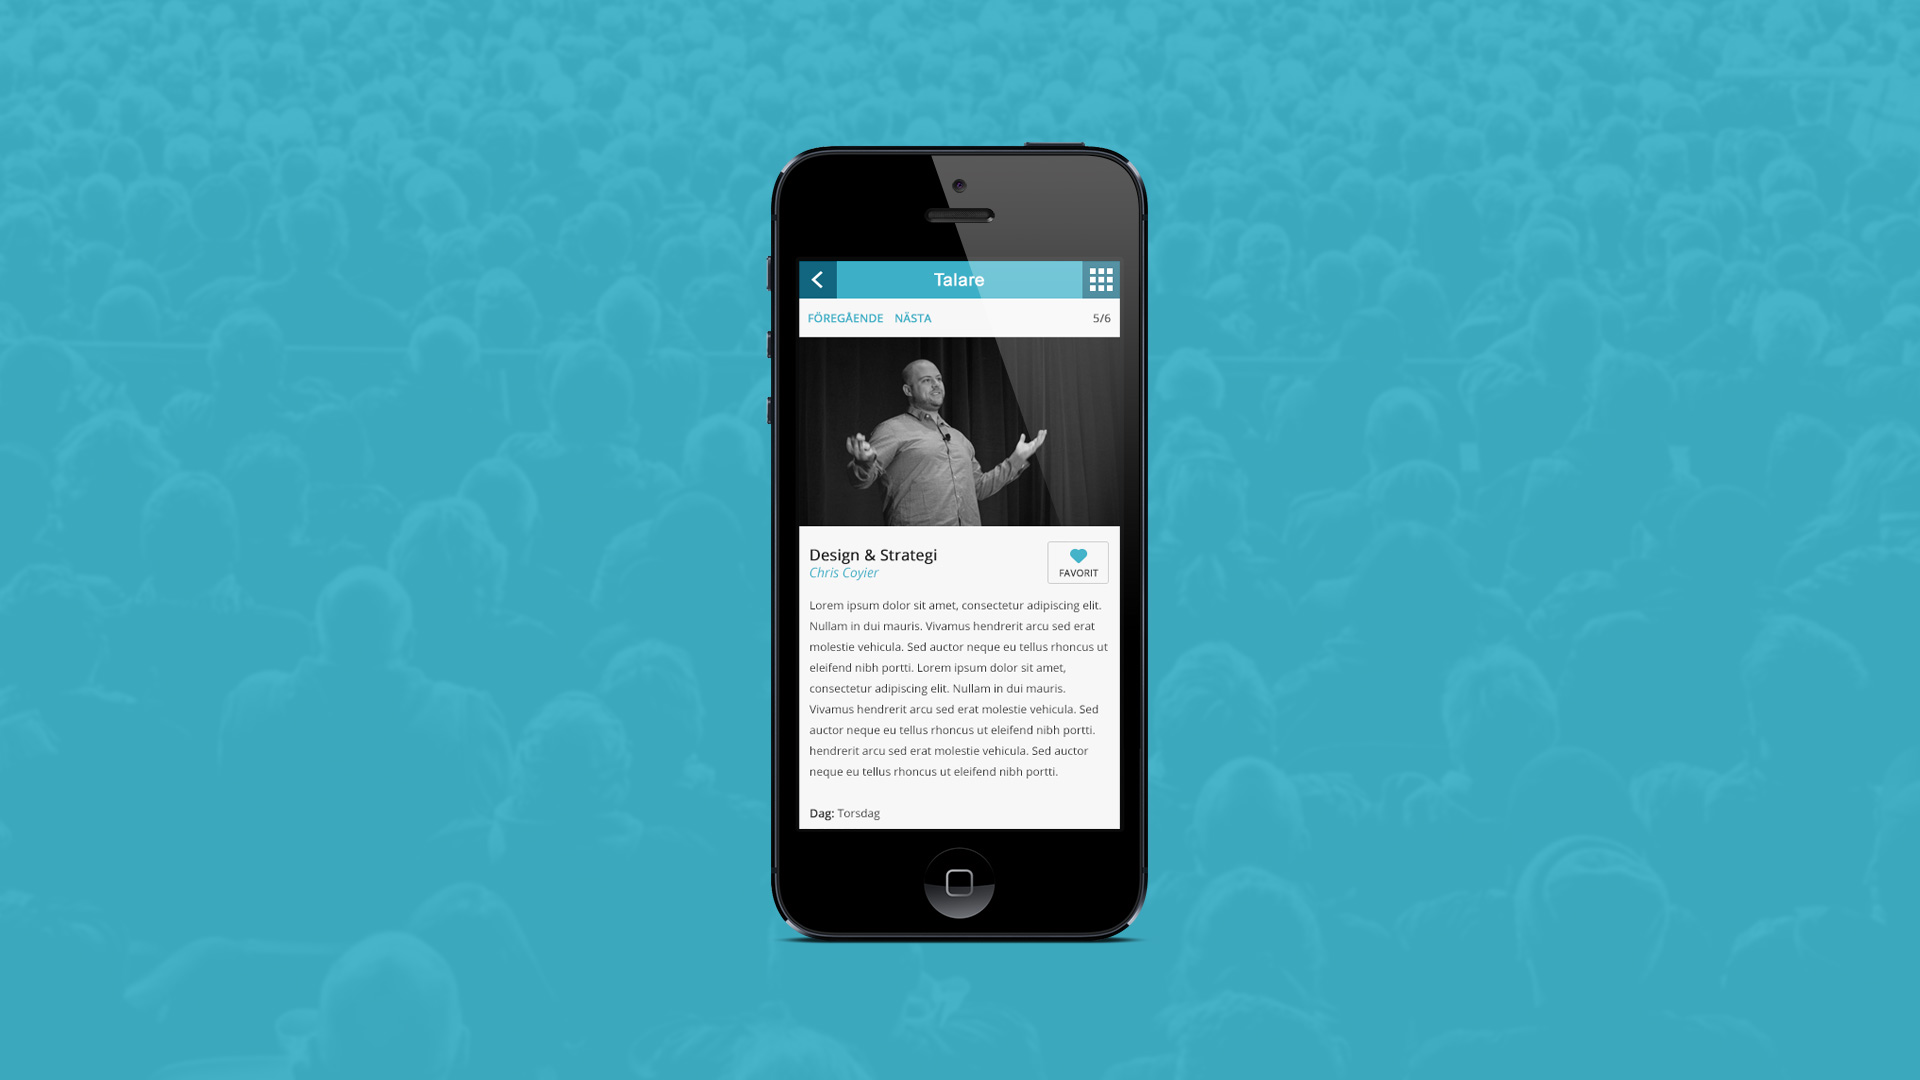 Talare
FÖREGÅENDE NÄSTA 5/6
Design & Strategi
Chris Coyier
FAVORIT
Lorem ipsum dolor sit amet, consectetur adipiscing elit.
Nullam in dui mauris. Vivamus hendrerit arcu sed erat
molestie vehicula. Sed auctor neque eu tellus rhoncus ut
eleifend nibh portti. Lorem ipsum dolor sit amet,
consectetur adipiscing elit. Nullam in dui mauris.
Vivamus hendrerit arcu sed erat molestie vehicula. Sed
auctor neque eu tellus rhoncus ut eleifend nibh portti.
hendrerit arcu sed erat molestie vehicula. Sed auctor
neque eu tellus rhoncus ut eleifend nibh portti.
Dag: Torsdag